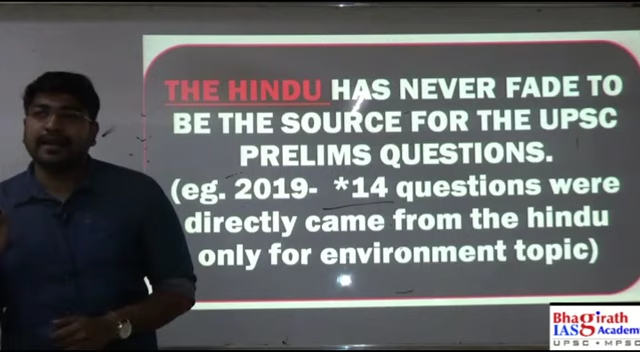 THE HINDU HAS NEVER FADE TO
BE THE SOURCE FOR THE UPSC
PRELIMS QUESTIONS.
(eg. 2019- *14 questions were
directly came from the hindu
only for environment topic)
Bhagirath
IAS Academy
UPSC • MPSC